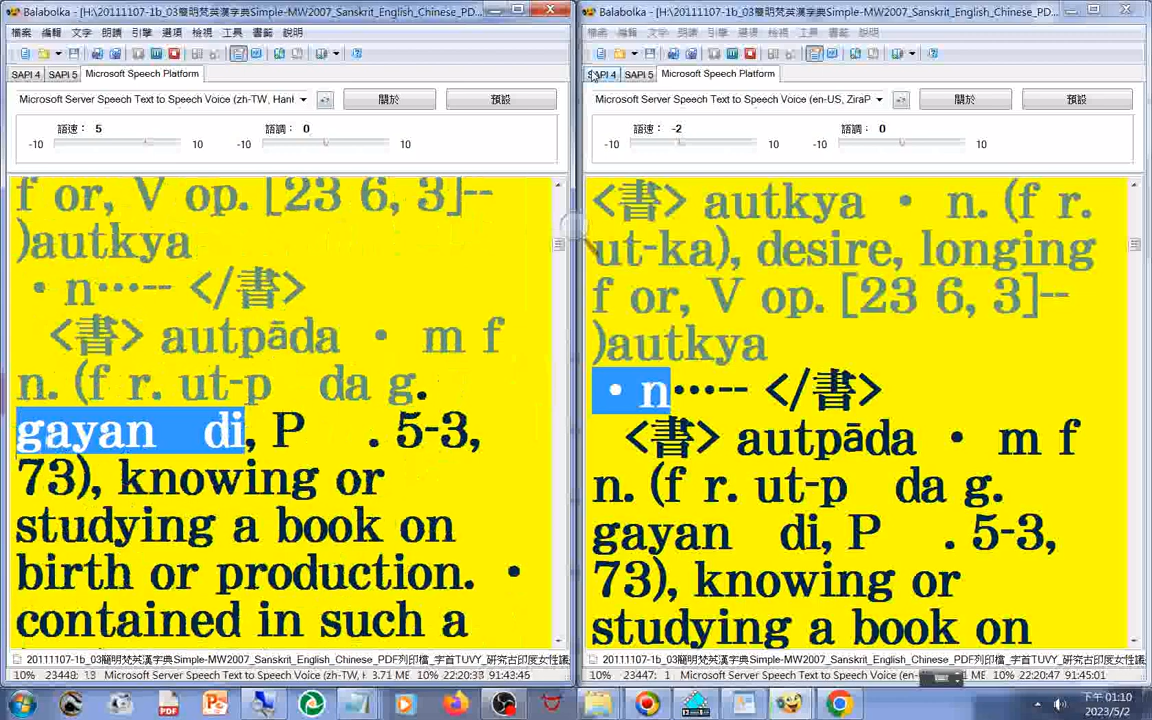 Balabolka - [H:\20111107-1b_03簡明梵英漢字典Simple-MW2007_Sanskrit_English_Chinese_PD...
檔案 編輯 文字 朗讀 引擎 選項 檢視 工具 書籤 說明
SAPI 4 SAPI 5 Microsoft Speech Platform
Microsoft Server Speech Text to Speech Voice (zh-TW, Hanl
關於 預設
語速： 5 語調： 0
-10 10 -10 10
f or, V op. [23 6, 3]--
)autkya
• n…-- </書>
<書> autpāda • m f
n. (f r. ut-p da g.
gayan di, P . 5-3,
73), knowing or
studying a book on
birth or production. •
contained in such a
20111107-1b_03簡明梵英漢字典Simple-MW2007_Sanskrit_English_Chinese_PDF列印檔_字首TUVY_研究古印度女性議
10% Microsoft Server Speech Text to Speech Voice (zh-TW, H 3.71 ME 10% 22:20:33 91:43:45
Balabolka - [H:\20111107-1b_03簡明梵英漢字典Simple-MW2007_Sanskrit_English_Chinese_PDF...
檔案 編輯 文字 朗讀 引擎 選項 檢視 工具 書籤 說明
SAPI 4 SAPI 5 Microsoft Speech Platform
Microsoft Server Speech Text to Speech Voice (en-US, ZiraP
關於 預設
語速： -2 語調： 0
-10 10 -10 10
<書> autkya • n. (f r.
ut-ka), desire, longing
f or, V op. [23 6, 3]--
)autkya
• n…-- </書>
<書> autpāda • m f
n. (f r. ut-p da g.
gayan di, P . 5-3,
73), knowing or
studying a book on
20111107-1b_03簡明梵英漢字典Simple-MW2007_Sanskrit_English_Chinese_PDF列印檔_字首TUVY_研究古印度女性議
10% 23447: 1 Microsoft Server Speech Text to Speech Voice (en-US, ME 10% 22:20:47 91:45:01
下午 01:10
2023/5/2